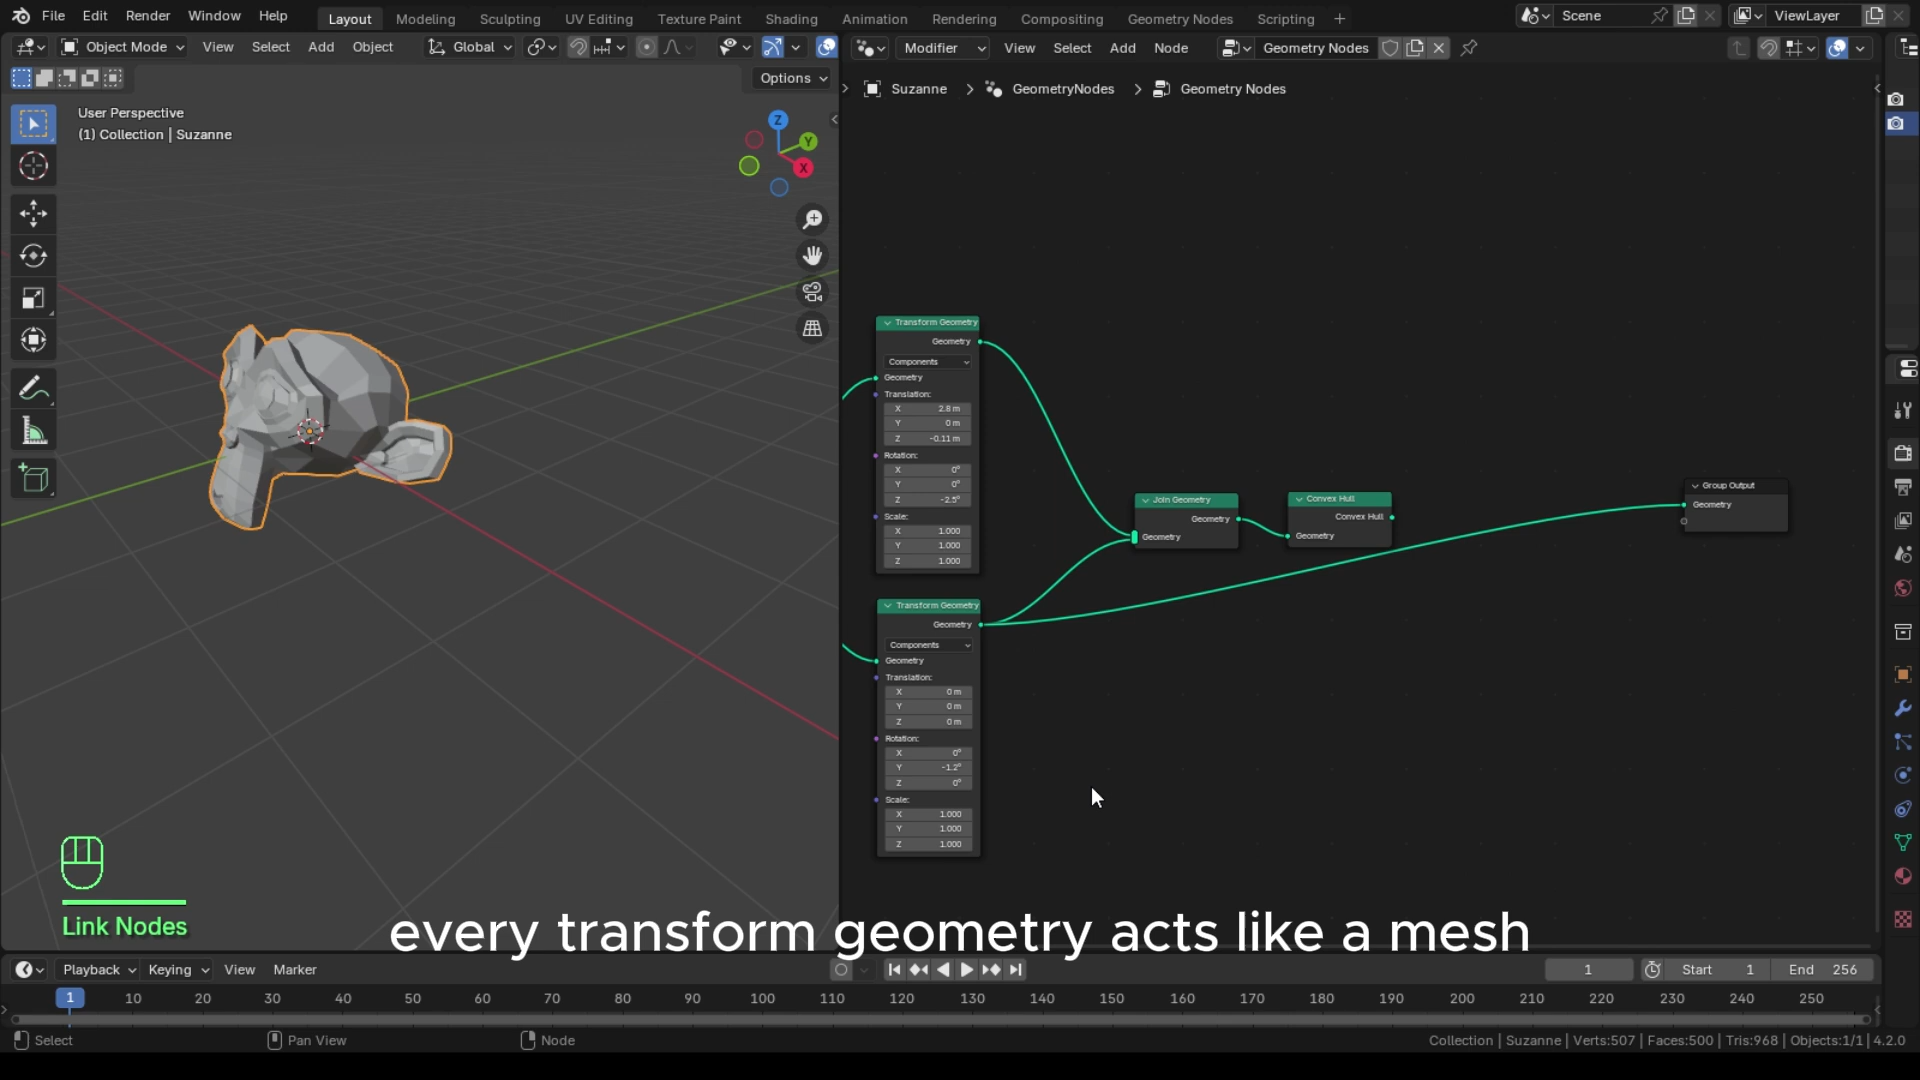 File Edit Render Window Help Layout Modeling Sculpting UV Editing Texture Paint Shading Animation Rendering Compositing Geometry Nodes Scripting + Scene ViewLayer
Object Mode View Select Add Object Global Modifier View Select Add Node Geometry Nodes
Options
Suzanne > GeometryNodes > Geometry Nodes
User Perspective
(1) Collection | Suzanne
Z
Y
X
Transform Geometry
Geometry
Components
Geometry
Translation:
X 2.8 m
Y 0 m
Z -0.11 m
Rotation:
X 0°
Y 0°
Z -2.5°
Scale:
X 1.000
Y 1.000
Z 1.000
Join Geometry
Geometry
Geometry
Convex Hull
Convex Hull
Geometry
Group Output
Geometry
Transform Geometry
Geometry
Components
Geometry
Translation:
X 0 m
Y 0 m
Z 0 m
Rotation:
X 0°
Y -1.2°
Z 0°
Scale:
X 1.000
Y 1.000
Z 1.000
Link Nodes
every transform geometry acts like a mesh
Playback Keying View Marker 1 Start 1 End 256
1 10 20 30 40 50 60 70 80 90 100 110 120 130 140 150 160 170 180 190 200 210 220 230 240 250
Select Pan View Node Collection | Suzanne | Verts:507 | Faces:500 | Tris:968 | Objects:1/1 | 4.2.0